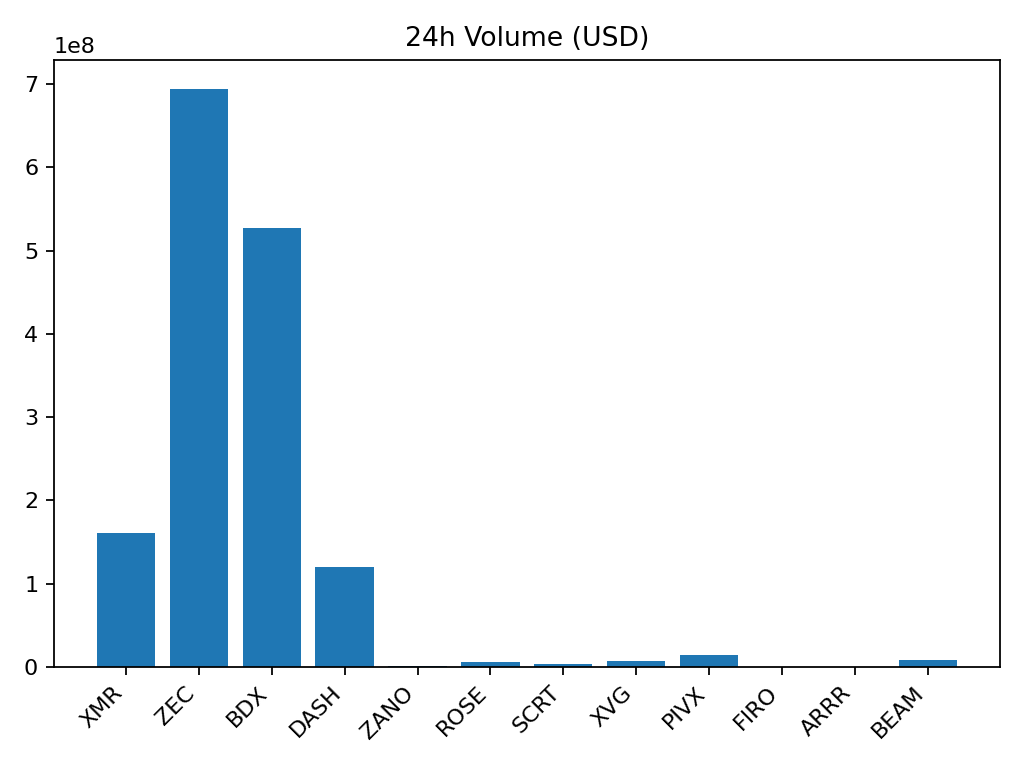 24h Volume (USD)
1e8
7
6
5
4
3
2
1
0
XMR
ZEC
BDX
DASH
ZANO
ROSE
SCRT
XVG
PIVX
FIRO
ARRR
BEAM